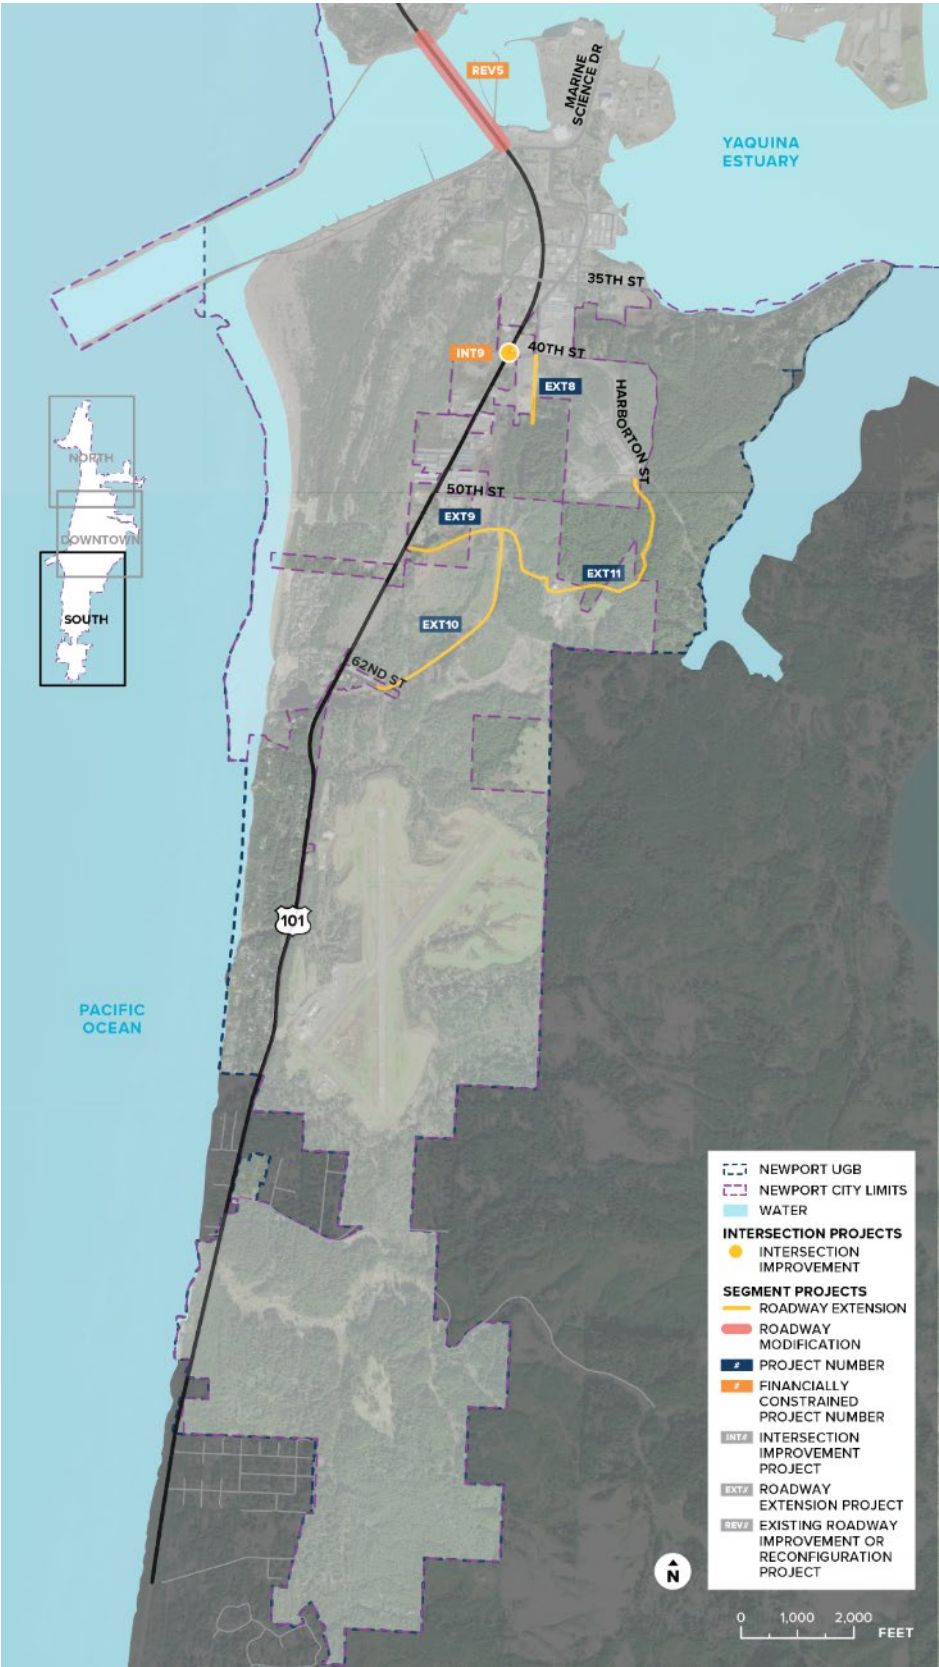 REV5
MARINE
SCIENCE DR
YAQUINA
ESTUARY
35TH ST
INT9
40TH ST
EXT8
HARBORTON ST
NORTH
50TH ST
EXT9
DOWNTOWN
EXT11
SOUTH
EXT10
62ND ST
101
PACIFIC
OCEAN
NEWPORT UGB
NEWPORT CITY LIMITS
WATER
INTERSECTION PROJECTS
INTERSECTION
IMPROVEMENT
SEGMENT PROJECTS
ROADWAY EXTENSION
ROADWAY
MODIFICATION
# PROJECT NUMBER
# FINANCIALLY
CONSTRAINED
PROJECT NUMBER
INT# INTERSECTION
IMPROVEMENT
PROJECT
EXT# ROADWAY
EXTENSION PROJECT
REV# EXISTING ROADWAY
IMPROVEMENT OR
RECONFIGURATION
PROJECT
N
0 1,000 2,000
FEET